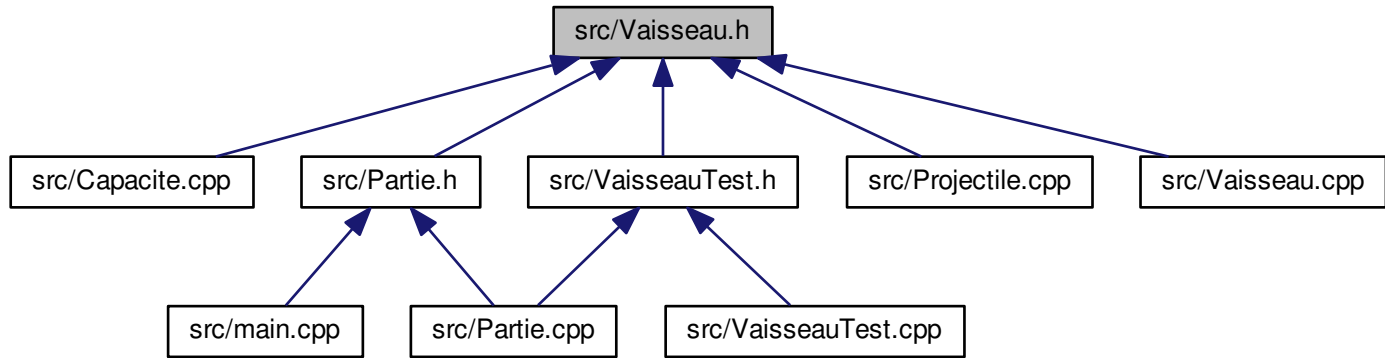 src/Vaisseau.h
src/Capacite.cpp
src/Partie.h
src/VaisseauTest.h
src/Projectile.cpp
src/Vaisseau.cpp
src/main.cpp
src/Partie.cpp
src/VaisseauTest.cpp